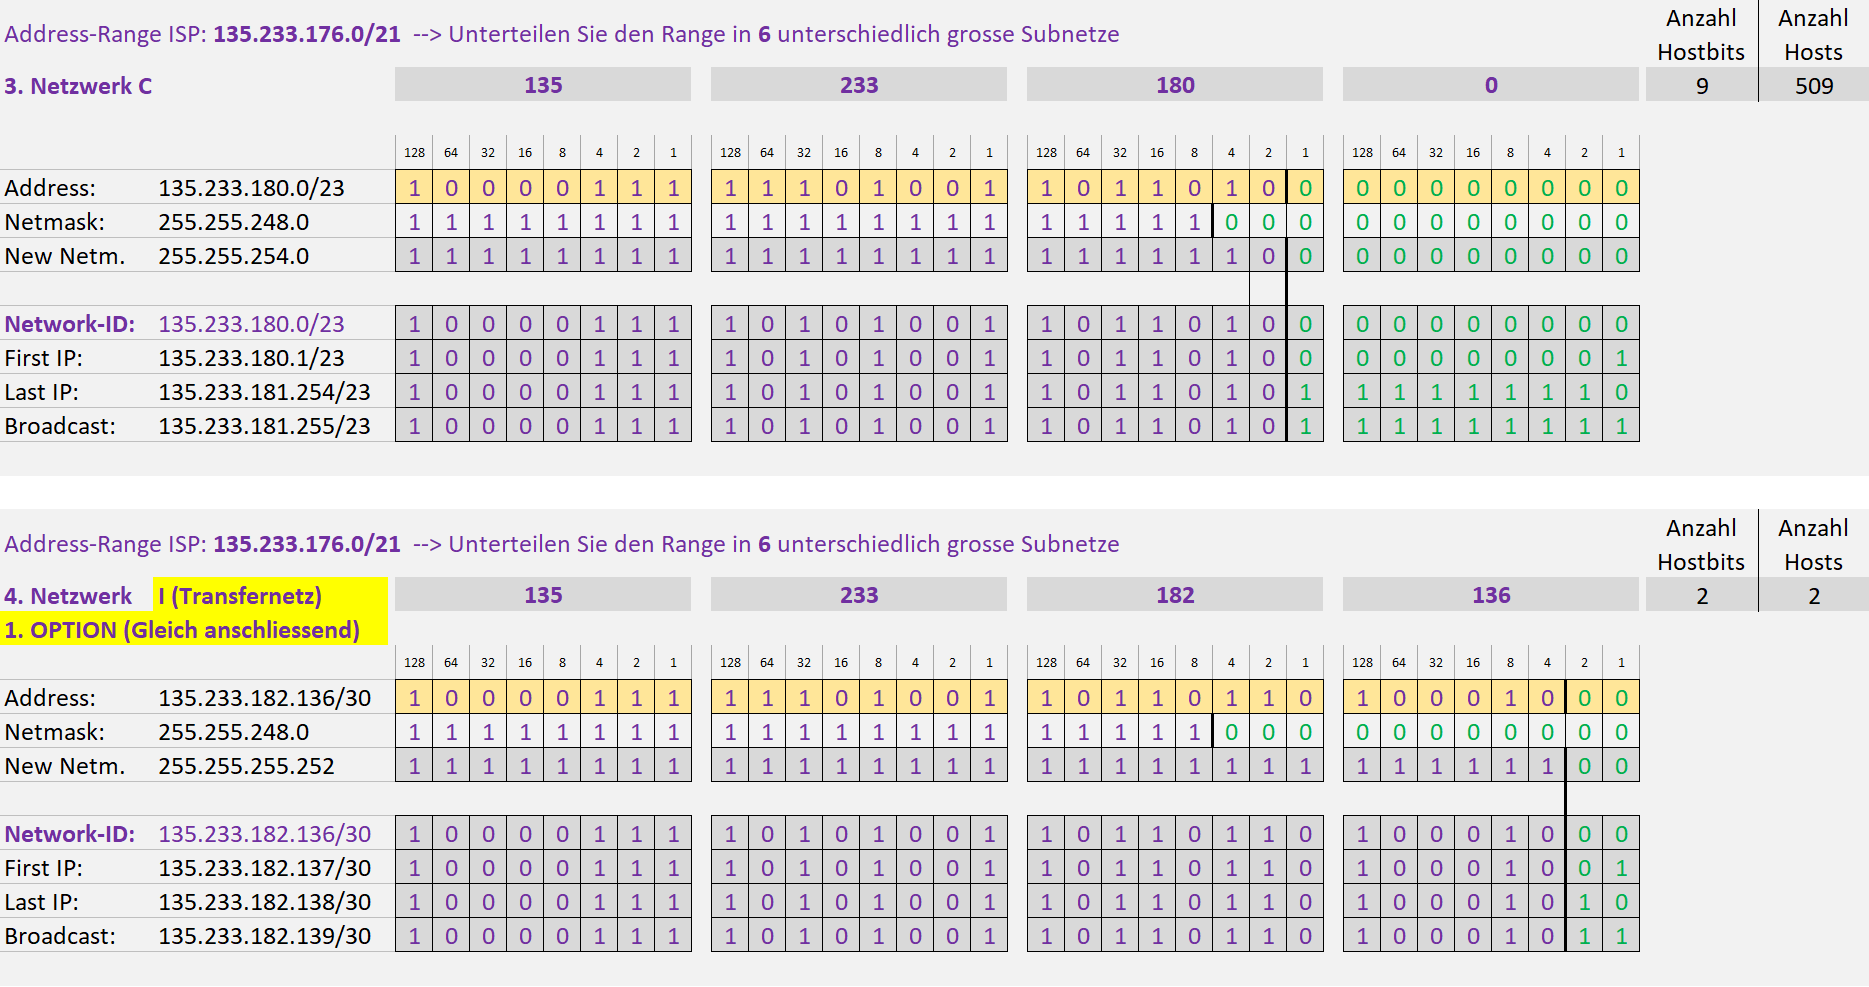 Address-Range ISP: 135.233.176.0/21 --> Unterteilen Sie den Range in 6 unterschiedlich grosse Subnetze Anzahl Hostbits Anzahl Hosts
3. Netzwerk C 135 233 180 0 9 509
128 64 32 16 8 4 2 1 128 64 32 16 8 4 2 1 128 64 32 16 8 4 2 1 128 64 32 16 8 4 2 1
Address: 135.233.180.0/23 1 0 0 0 0 1 1 1 1 1 1 0 1 0 0 1 1 0 1 1 0 1 0 0 0 0 0 0 0 0 0 0
Netmask: 255.255.248.0 1 1 1 1 1 1 1 1 1 1 1 1 1 1 1 1 1 1 1 1 1 0 0 0 0 0 0 0 0 0 0 0
New Netm. 255.255.254.0 1 1 1 1 1 1 1 1 1 1 1 1 1 1 1 1 1 1 1 1 1 1 0 0 0 0 0 0 0 0 0 0
Network-ID: 135.233.180.0/23 1 0 0 0 0 1 1 1 1 0 1 0 1 0 0 1 1 0 1 1 0 1 0 0 0 0 0 0 0 0 0 0
First IP: 135.233.180.1/23 1 0 0 0 0 1 1 1 1 0 1 0 1 0 0 1 1 0 1 1 0 1 0 0 0 0 0 0 0 0 0 1
Last IP: 135.233.181.254/23 1 0 0 0 0 1 1 1 1 0 1 0 1 0 0 1 1 0 1 1 0 1 0 1 1 1 1 1 1 1 1 0
Broadcast: 135.233.181.255/23 1 0 0 0 0 1 1 1 1 0 1 0 1 0 0 1 1 0 1 1 0 1 0 1 1 1 1 1 1 1 1 1
Address-Range ISP: 135.233.176.0/21 --> Unterteilen Sie den Range in 6 unterschiedlich grosse Subnetze Anzahl Hostbits Anzahl Hosts
4. Netzwerk I (Transfernetz) 135 233 182 136 2 2
1. OPTION (Gleich anschliessend)
128 64 32 16 8 4 2 1 128 64 32 16 8 4 2 1 128 64 32 16 8 4 2 1 128 64 32 16 8 4 2 1
Address: 135.233.182.136/30 1 0 0 0 0 1 1 1 1 1 1 0 1 0 0 1 1 0 1 1 0 1 1 0 1 0 0 0 1 0 0 0
Netmask: 255.255.248.0 1 1 1 1 1 1 1 1 1 1 1 1 1 1 1 1 1 1 1 1 1 0 0 0 0 0 0 0 0 0 0 0
New Netm. 255.255.255.252 1 1 1 1 1 1 1 1 1 1 1 1 1 1 1 1 1 1 1 1 1 1 1 1 1 1 1 1 1 1 0 0
Network-ID: 135.233.182.136/30 1 0 0 0 0 1 1 1 1 0 1 0 1 0 0 1 1 0 1 1 0 1 1 0 1 0 0 0 1 0 0 0
First IP: 135.233.182.137/30 1 0 0 0 0 1 1 1 1 0 1 0 1 0 0 1 1 0 1 1 0 1 1 0 1 0 0 0 1 0 0 1
Last IP: 135.233.182.138/30 1 0 0 0 0 1 1 1 1 0 1 0 1 0 0 1 1 0 1 1 0 1 1 0 1 0 0 0 1 0 1 0
Broadcast: 135.233.182.139/30 1 0 0 0 0 1 1 1 1 0 1 0 1 0 0 1 1 0 1 1 0 1 1 0 1 0 0 0 1 0 1 1